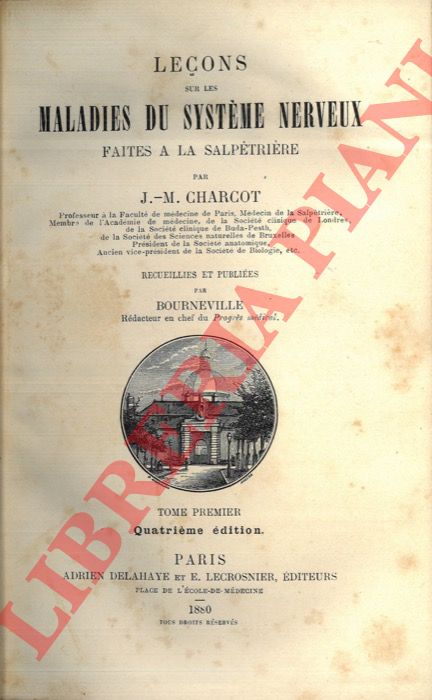 LEÇONS
SUR LES
MALADIES DU SYSTÈME NERVEUX
FAITES A LA SALPÊTRIÈRE
PAR
J.-M. CHARCOT
Professeur à la Faculté de médecine de Paris, Médecin de la Salpêtrière,
Membre de l'Académie de médecine, de la Société clinique de Londres,
de la Société clinique de Buda-Pesth,
de la Société des Sciences naturelles de Bruxelles,
Président de la Société anatomique,
Ancien vice-président de la Société de Biologie, etc.
RECUEILLIES ET PUBLIÉES
PAR
BOURNEVILLE
Rédacteur en chef du Progrès médical.
TOME PREMIER
Quatrième édition.
PARIS
ADRIEN DELAHAYE ET E. LECROSNIER, ÉDITEURS
PLACE DE L'ÉCOLE-DE-MÉDECINE
1880
TOUS DROITS RÉSERVÉS
LIBRERIA PIANI